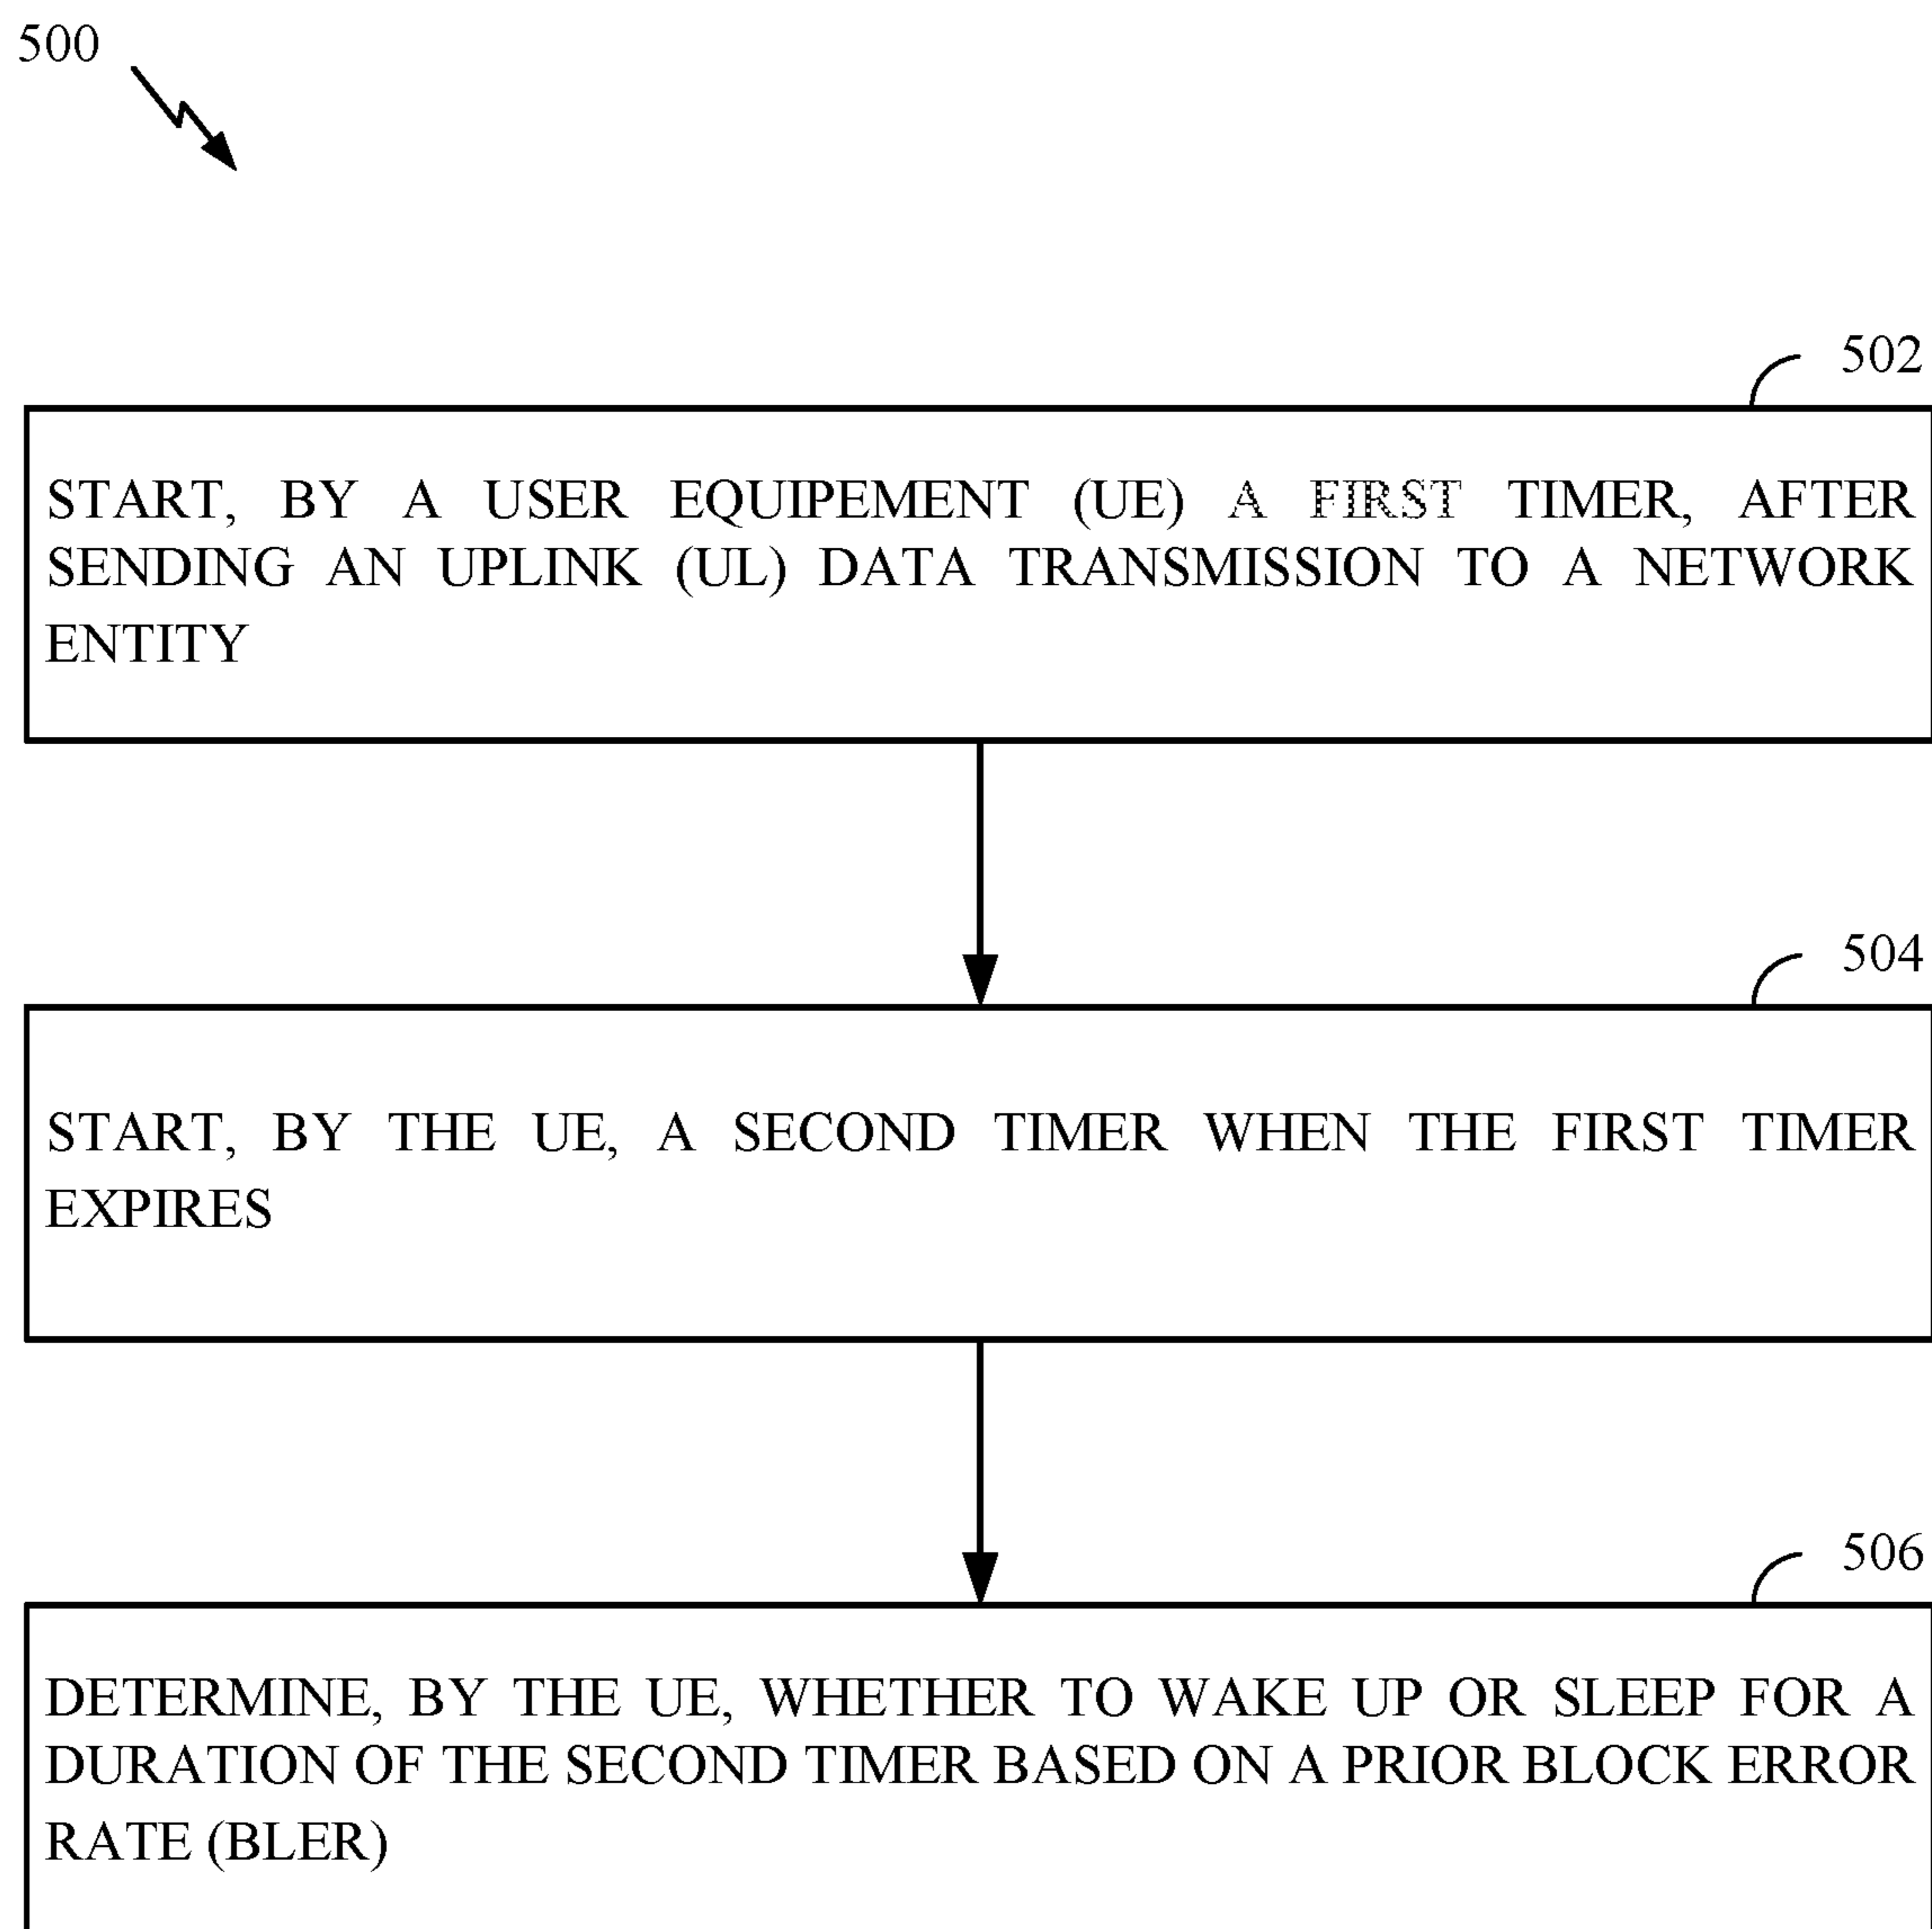 500
502
START, BY A USER EQUIPEMENT (UE) A FIRST TIMER, AFTER
SENDING AN UPLINK (UL) DATA TRANSMISSION TO A NETWORK
ENTITY
504
START, BY THE UE, A SECOND TIMER WHEN THE FIRST TIMER
EXPIRES
506
DETERMINE, BY THE UE, WHETHER TO WAKE UP OR SLEEP FOR A
DURATION OF THE SECOND TIMER BASED ON A PRIOR BLOCK ERROR
RATE (BLER)